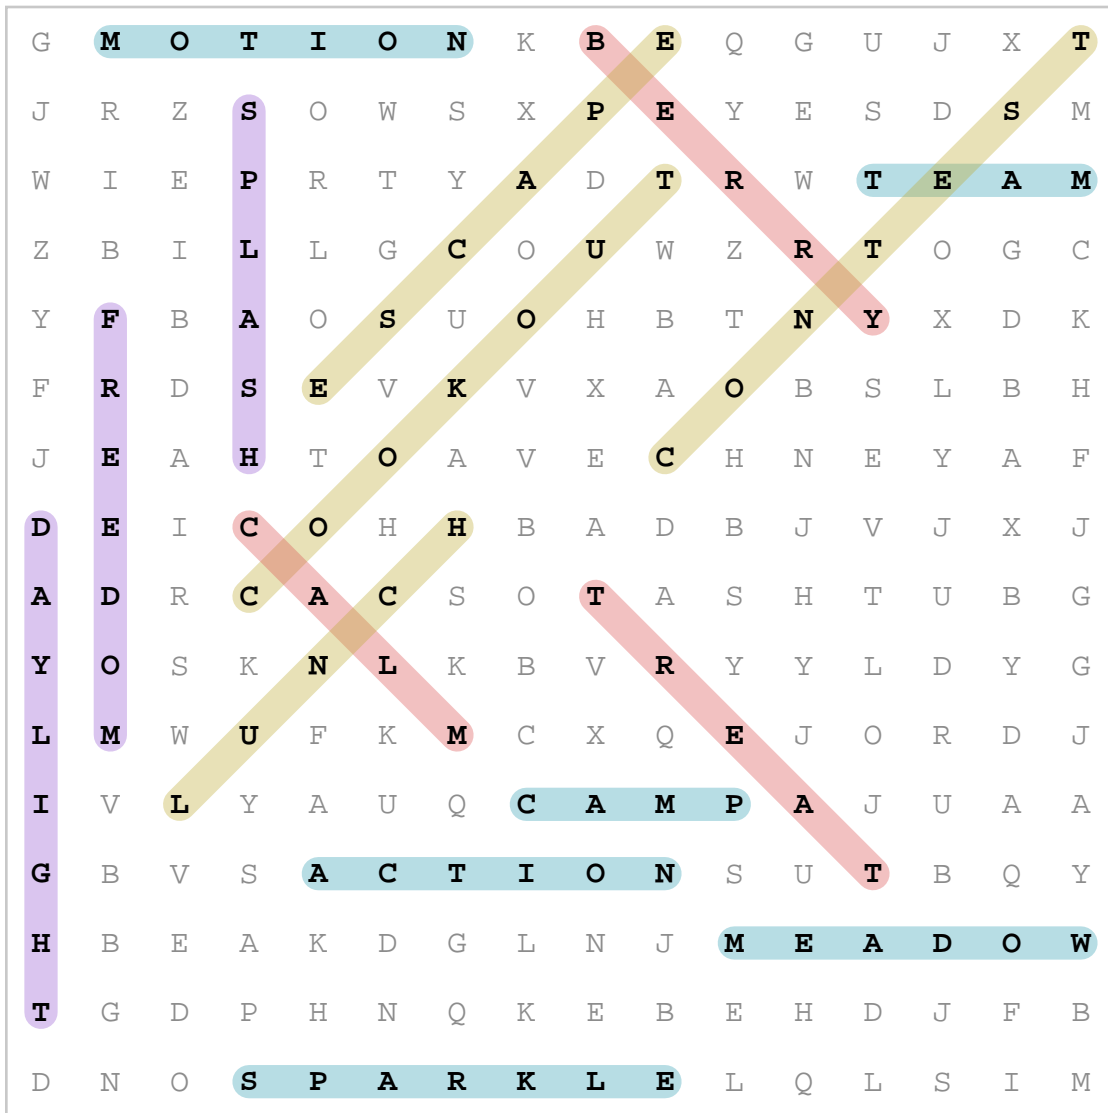 G M O T I O N K B E Q G U J X T
J R Z S O W S X P E Y E S D S M
W I E P R T Y A D T R W T E A M
Z B I L L G C O U W Z R T O G C
Y F B A O S U O H B T N Y X D K
F R D S E V K V X A O B S L B H
J E A H T O A V E C H N E Y A F
D E I C O H H B A D B J V J X J
A D R C A C S O T A S H T U B G
Y O S K N L K B V R Y Y L D Y G
L M W U F K M C X Q E J O R D J
I V L Y A U Q C A M P A J U A A
G B V S A C T I O N S U T B Q Y
H B E A K D G L N J M E A D O W
T G D P H N Q K E B E H D J F B
D N O S P A R K L E L Q L S I M